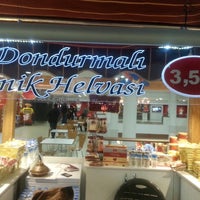 Dondurmalı
nik Helvası
3,5